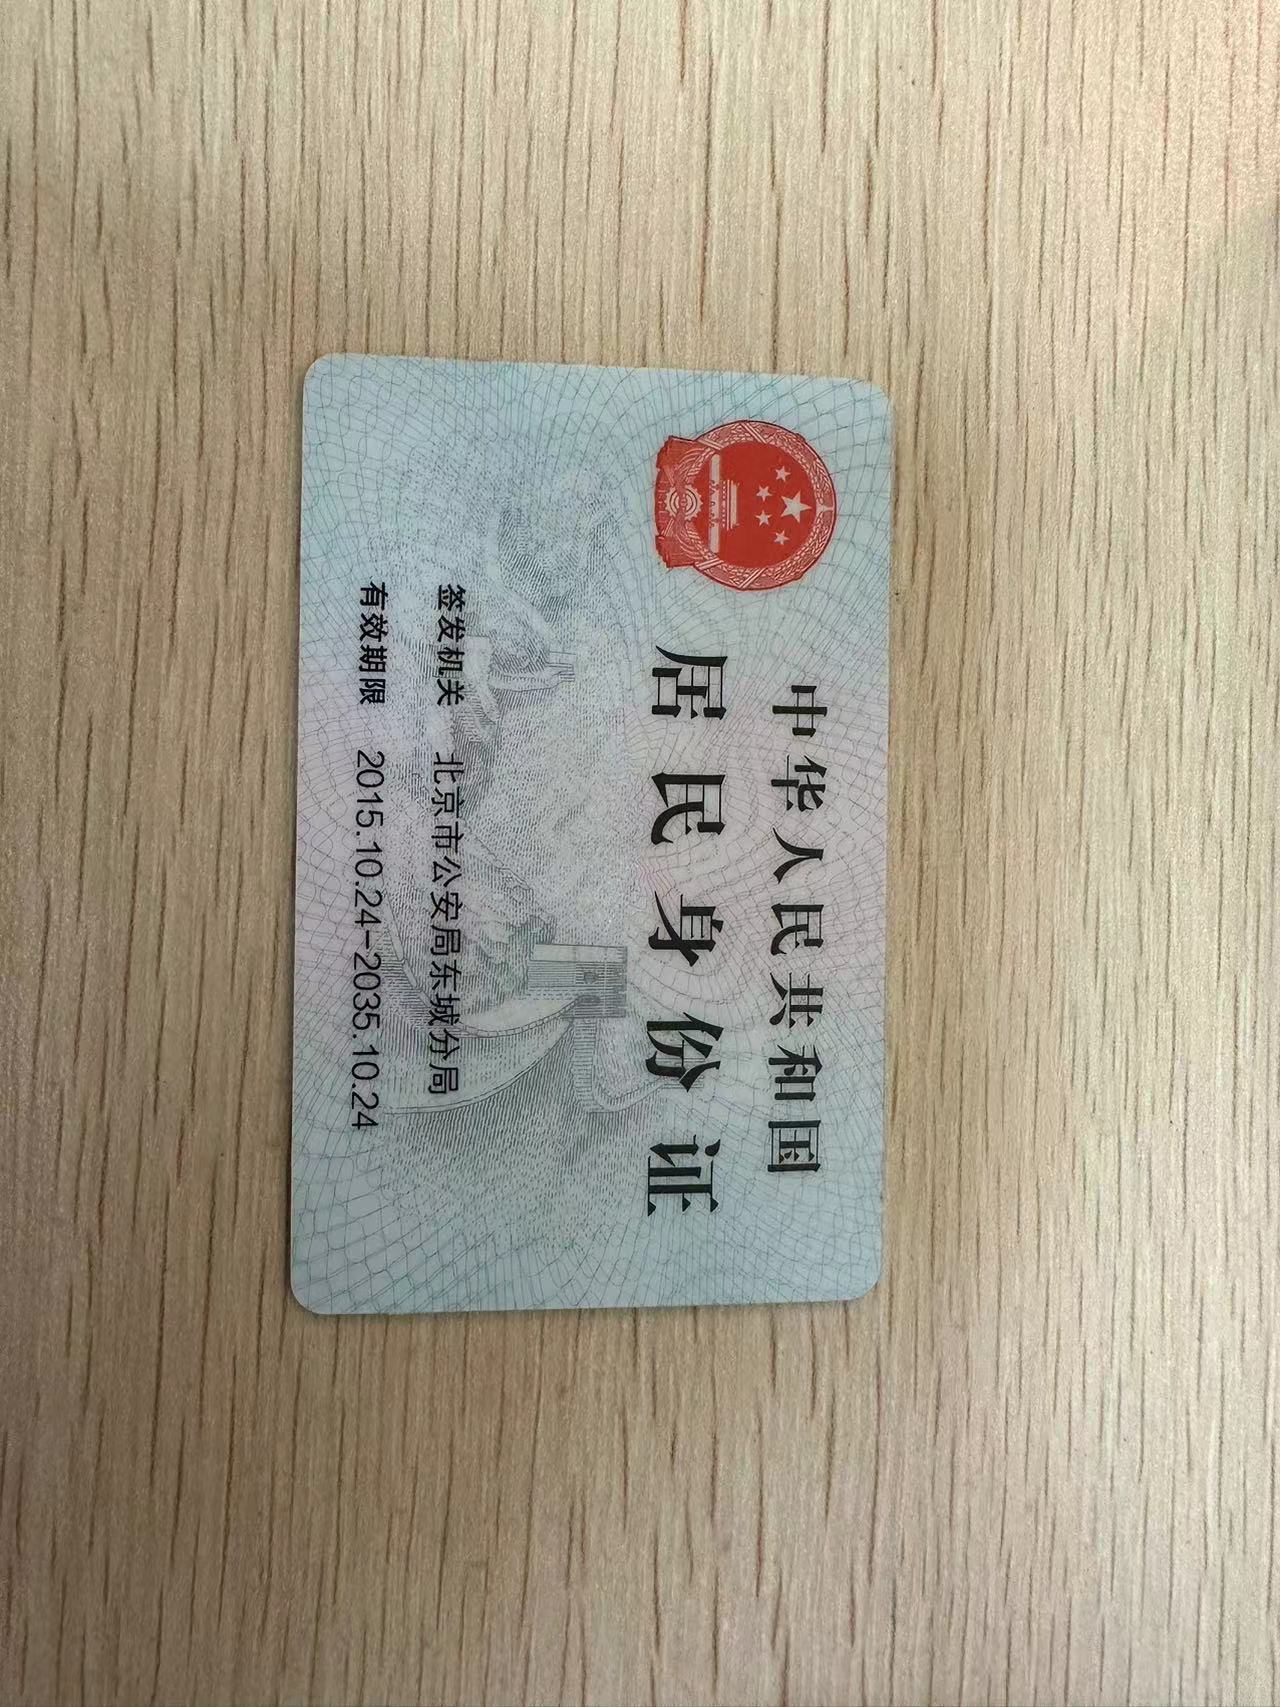 中华人民共和国
居民身份证
签发机关 北京市公安局东城分局
有效期限 2015.10.24-2035.10.24